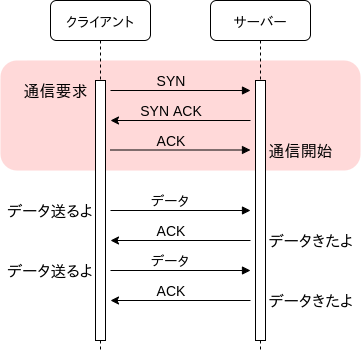 クライアント
サーバー
SYN
通信要求
SYN ACK
ACK
通信開始
データ
データ送るよ
ACK
データきたよ
データ
データ送るよ
ACK
データきたよ